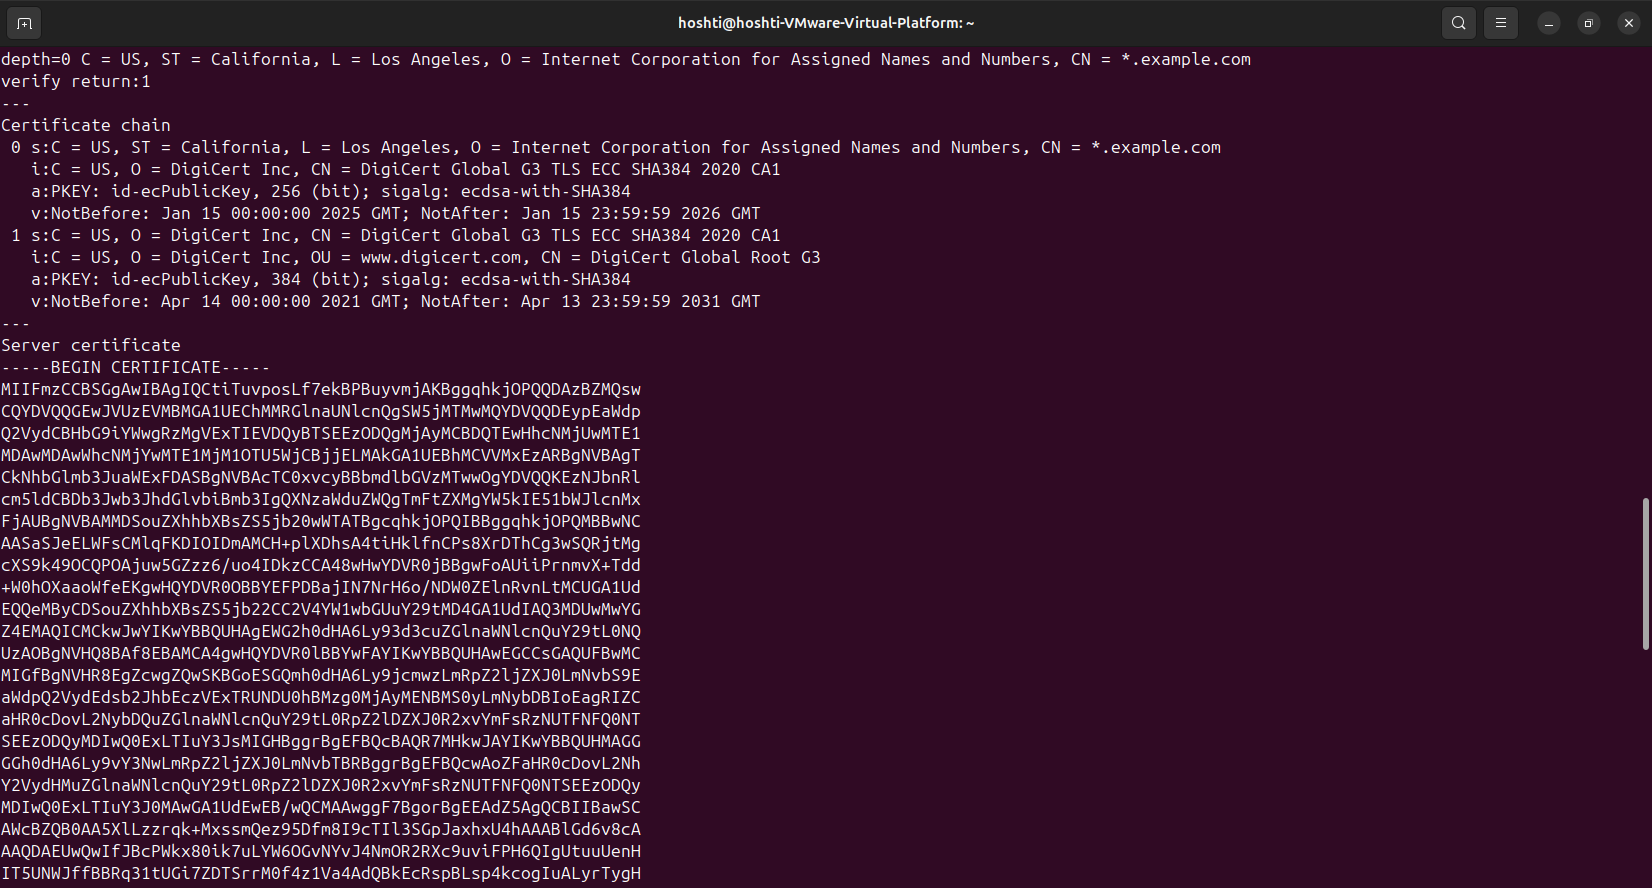 hoshti@hoshti-VMware-Virtual-Platform: ~
depth=0 C = US, ST = California, L = Los Angeles, O = Internet Corporation for Assigned Names and Numbers, CN = *.example.com
verify return:1
---
Certificate chain
 0 s:C = US, ST = California, L = Los Angeles, O = Internet Corporation for Assigned Names and Numbers, CN = *.example.com
   i:C = US, O = DigiCert Inc, CN = DigiCert Global G3 TLS ECC SHA384 2020 CA1
   a:PKEY: id-ecPublicKey, 256 (bit); sigalg: ecdsa-with-SHA384
   v:NotBefore: Jan 15 00:00:00 2025 GMT; NotAfter: Jan 15 23:59:59 2026 GMT
 1 s:C = US, O = DigiCert Inc, CN = DigiCert Global G3 TLS ECC SHA384 2020 CA1
   i:C = US, O = DigiCert Inc, OU = www.digicert.com, CN = DigiCert Global Root G3
   a:PKEY: id-ecPublicKey, 384 (bit); sigalg: ecdsa-with-SHA384
   v:NotBefore: Apr 14 00:00:00 2021 GMT; NotAfter: Apr 13 23:59:59 2031 GMT
---
Server certificate
-----BEGIN CERTIFICATE-----
MIIFmzCCBSGgAwIBAgIQCtiTuvposLf7ekBPBuyvmjAKBggqhkjOPQQDAzBZMQsw
CQYDVQQGEwJVUzEVMBMGA1UEChMMRGlnaUNlcnQgSW5jMTMwMQYDVQQDEypEaWdp
Q2VydCBHbG9iYWwgRzMgVExTIEVDQyBTSEEzODQgMjAyMCBDQTEwHhcNMjUwMTE1
MDAwMDAwWhcNMjYwMTE1MjM1OTU5WjCBjjELMAkGA1UEBhMCVVMxEzARBgNVBAgT
CkNhbGlmb3JuaWExFDASBgNVBAcTC0xvcyBBbmdlbGVzMTwwOgYDVQQKEzNJbnRl
cm5ldCBDb3Jwb3JhdGlvbiBmb3IgQXNzaWduZWQgTmFtZXMgYW5kIE51bWJlcnMx
FjAUBgNVBAMMDSouZXhhbXBsZS5jb20wWTATBgcqhkjOPQIBBggqhkjOPQMBBwNC
AASaSJeELWFsCMlqFKDIOIDmAMCH+plXDhsA4tiHklfnCPs8XrDThCg3wSQRjtMg
cXS9k49OCQPOAjuw5GZzz6/uo4IDkzCCA48wHwYDVR0jBBgwFoAUiiPrnmvX+Tdd
+W0hOXaaoWfeEKgwHQYDVR0OBBYEFPDBajIN7NrH6o/NDW0ZElnRvnLtMCUGA1Ud
EQQeMByCDSouZXhhbXBsZS5jb22CC2V4YW1wbGUuY29tMD4GA1UdIAQ3MDUwMwYG
Z4EMAQICMCkwJwYIKwYBBQUHAgEWG2h0dHA6Ly93d3cuZGlnaWNlcnQuY29tL0NQ
UzAOBgNVHQ8BAf8EBAMCA4gwHQYDVR0lBBYwFAYIKwYBBQUHAwEGCCsGAQUFBwMC
MIGfBgNVHR8EgZcwgZQwSKBGoESGQmh0dHA6Ly9jcmwzLmRpZ2ljZXJ0LmNvbS9E
aWdpQ2VydEdsb2JhbEczVExTRUNDU0hBMzg0MjAyMENBMS0yLmNybDBIoEagRIZC
aHR0cDovL2NybDQuZGlnaWNlcnQuY29tL0RpZ2lDZXJ0R2xvYmFsRzNUTFNFQ0NT
SEEzODQyMDIwQ0ExLTIuY3JsMIGHBggrBgEFBQcBAQR7MHkwJAYIKwYBBQUHMAGG
GGh0dHA6Ly9vY3NwLmRpZ2ljZXJ0LmNvbTBRBggrBgEFBQcwAoZFaHR0cDovL2Nh
Y2VydHMuZGlnaWNlcnQuY29tL0RpZ2lDZXJ0R2xvYmFsRzNUTFNFQ0NTSEEzODQy
MDIwQ0ExLTIuY3J0MAwGA1UdEwEB/wQCMAAwggF7BgorBgEEAdZ5AgQCBIIBawSC
AWcBZQB0AA5XlLzzrqk+MxssmQez95Dfm8I9cTIl3SGpJaxhxU4hAAABlGd6v8cA
AAQDAEUwQwIfJBcPWkx80ik7uLYW6OGvNYvJ4NmOR2RXc9uviFPH6QIgUtuuUenH
IT5UNWJffBBRq31tUGi7ZDTSrrM0f4z1Va4AdQBkEcRspBLsp4kcogIuALyrTygH